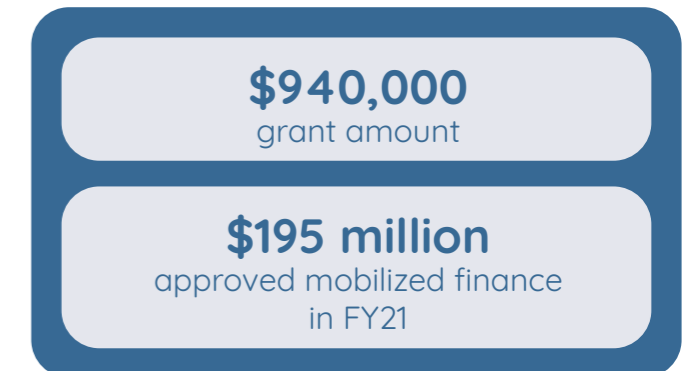 $940,000
grant amount
$195 million
approved mobilized finance
in FY21